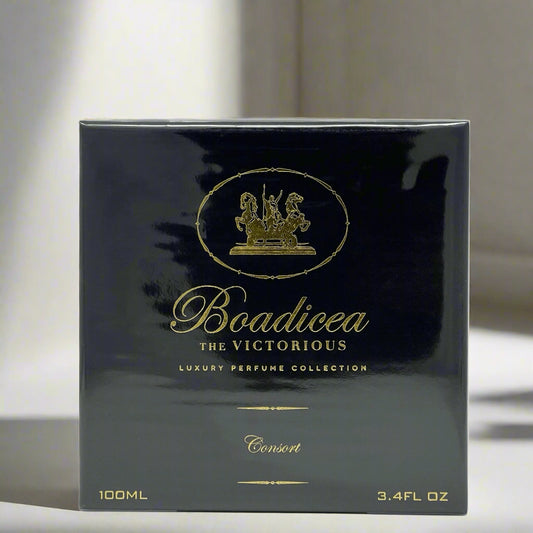 Boadicea
THE VICTORIOUS
LUXURY PERFUME COLLECTION
Consort
100ML
3.4FL OZ